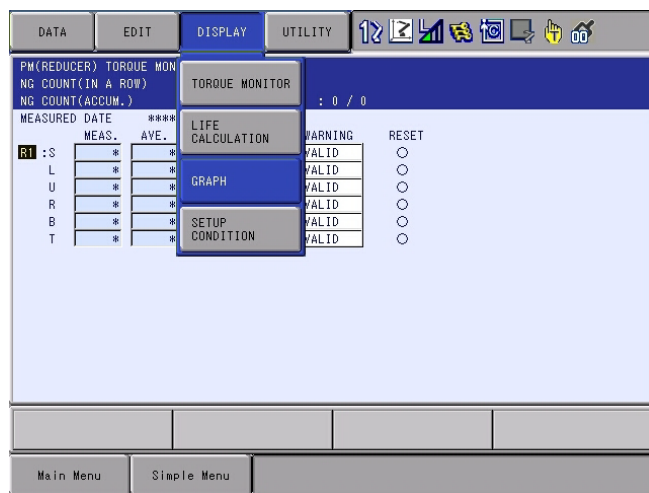 DATA EDIT DISPLAY UTILITY
PM(REDUCER) TORQUE MON
NG COUNT(IN A ROW)
NG COUNT(ACCUM.) : 0 / 0
TORQUE MONITOR
LIFE
CALCULATION
GRAPH
SETUP
CONDITION
MEASURED DATE ****
MEAS. AVE. WARNING RESET
R1 :S * * VALID
L * * VALID
U * * VALID
R * * VALID
B * * VALID
T * * VALID
Main Menu Simple Menu